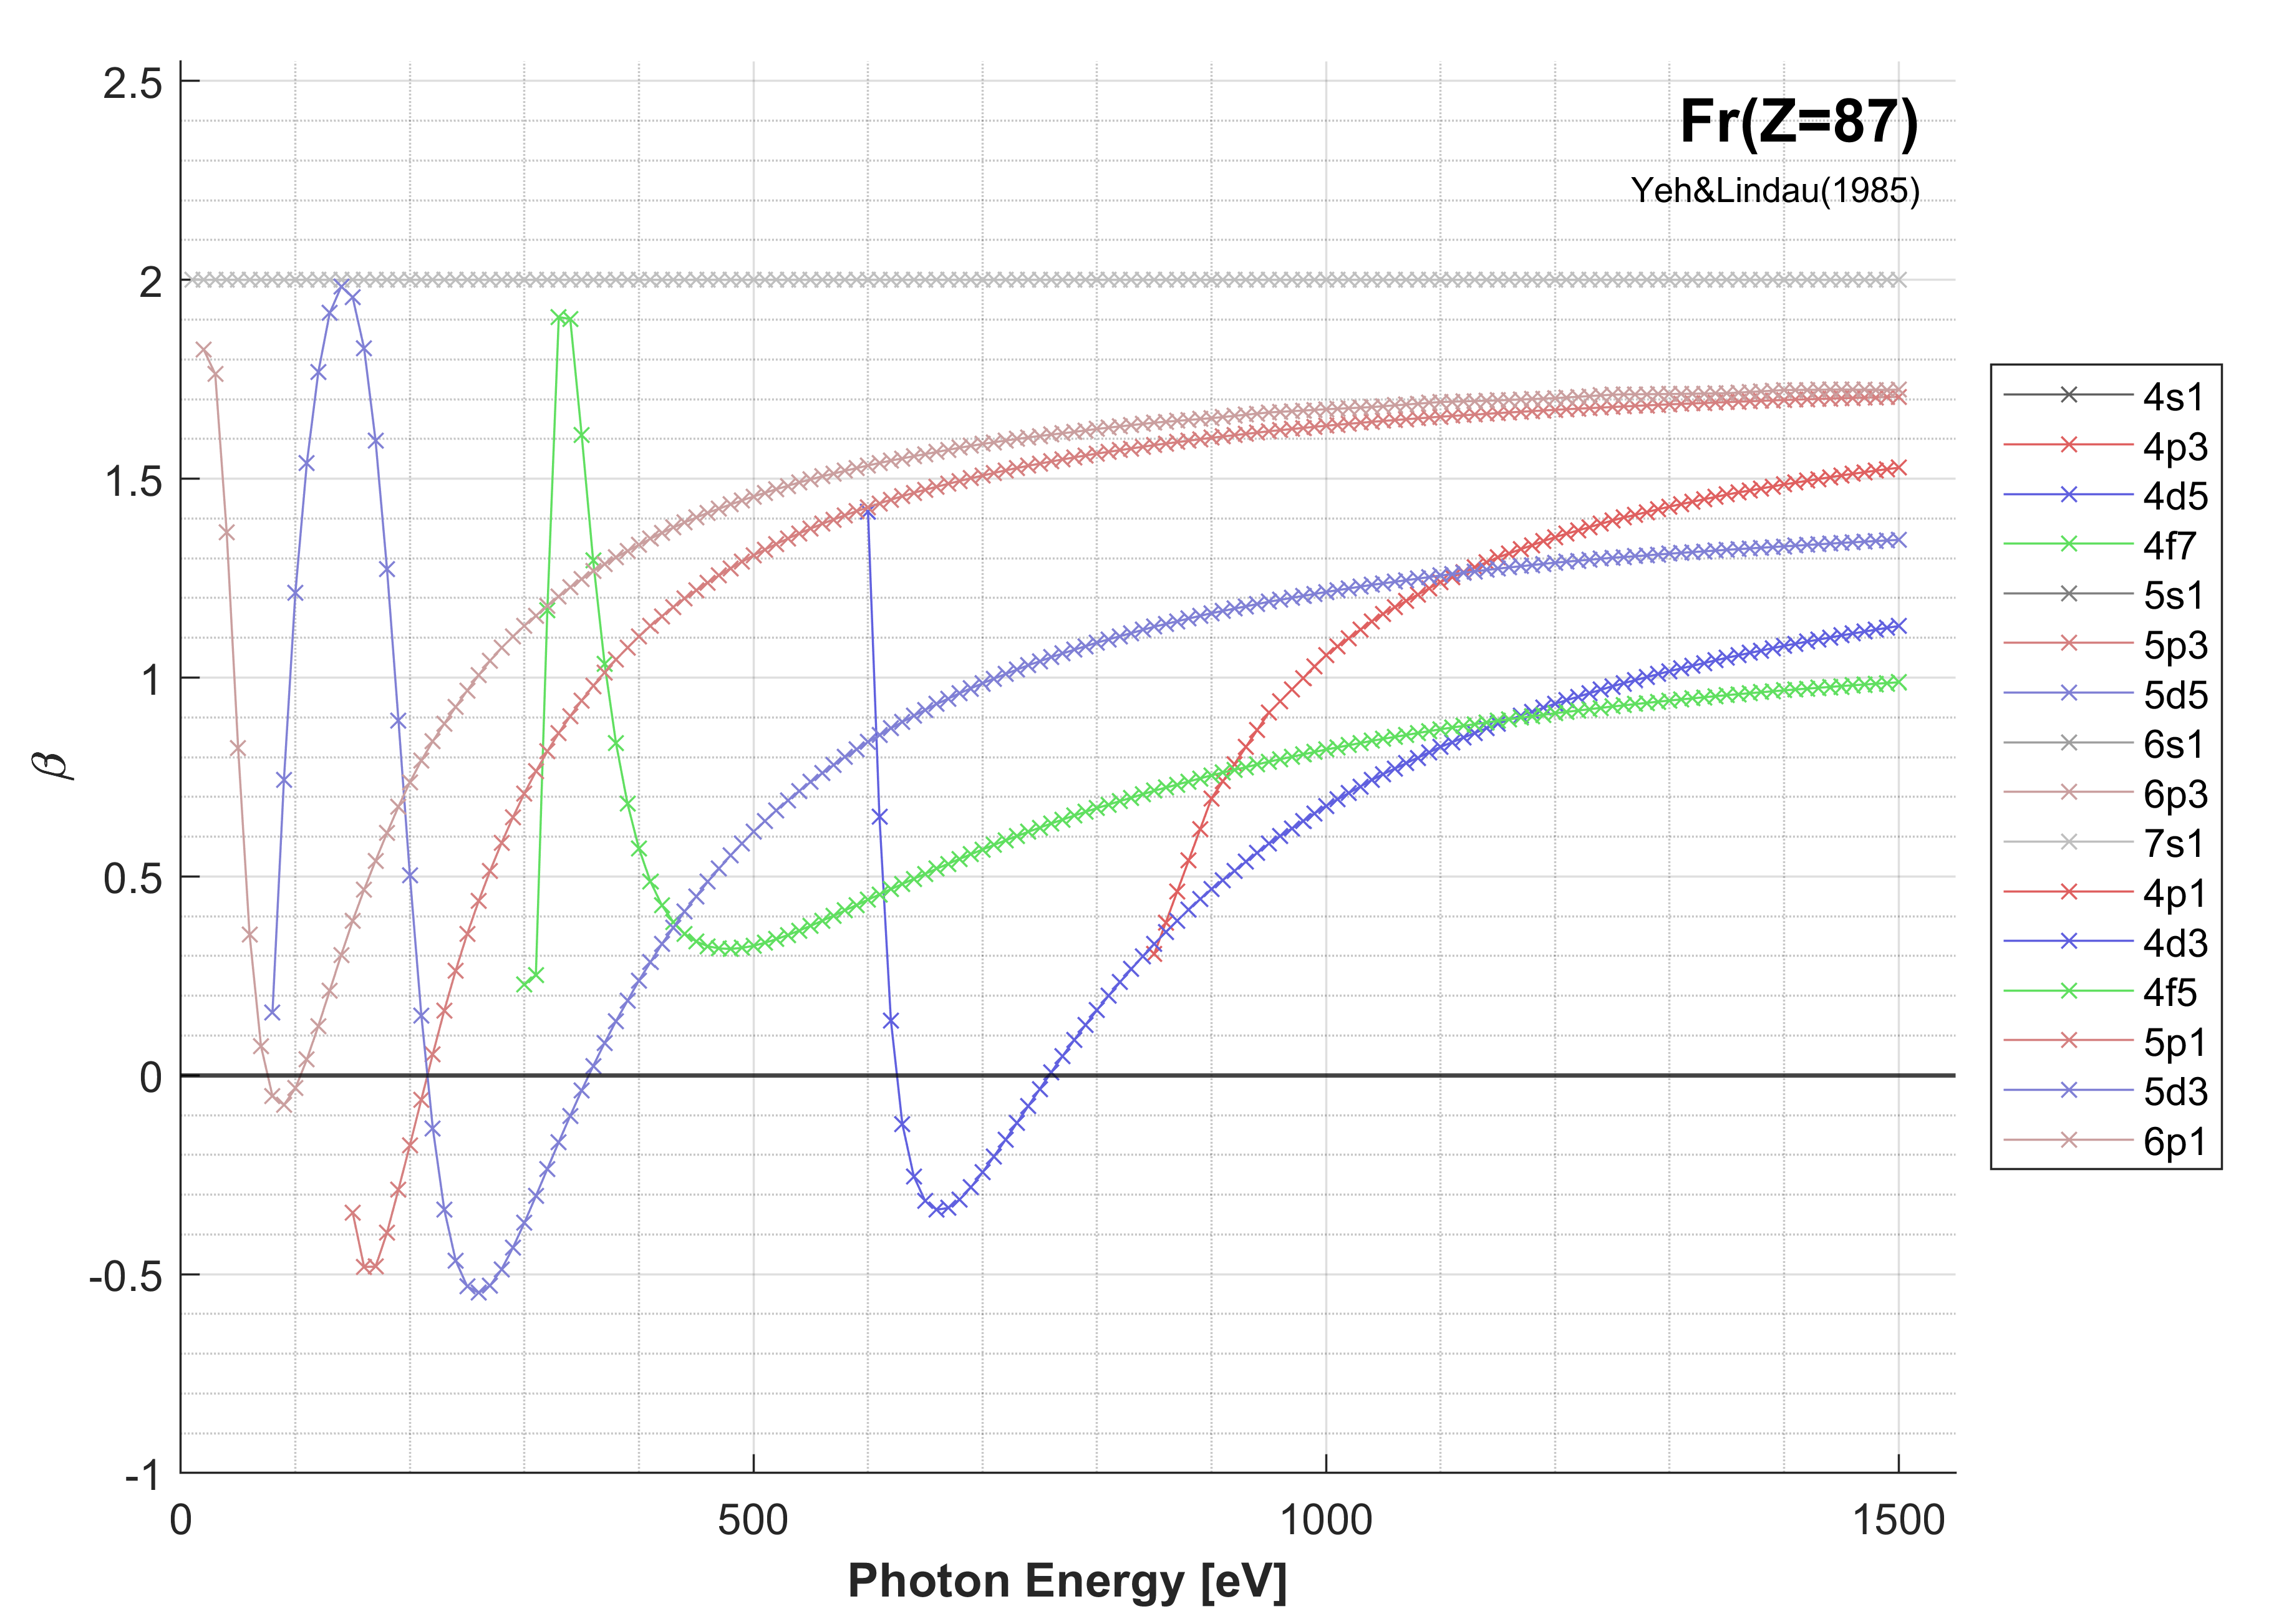 Fr(Z=87)
Yeh&Lindau(1985)
2.5
2
1.5
1
0.5
0
-0.5
-1
β
0
500
1000
1500
Photon Energy [eV]
4s1
4p3
4d5
4f7
5s1
5p3
5d5
6s1
6p3
7s1
4p1
4d3
4f5
5p1
5d3
6p1